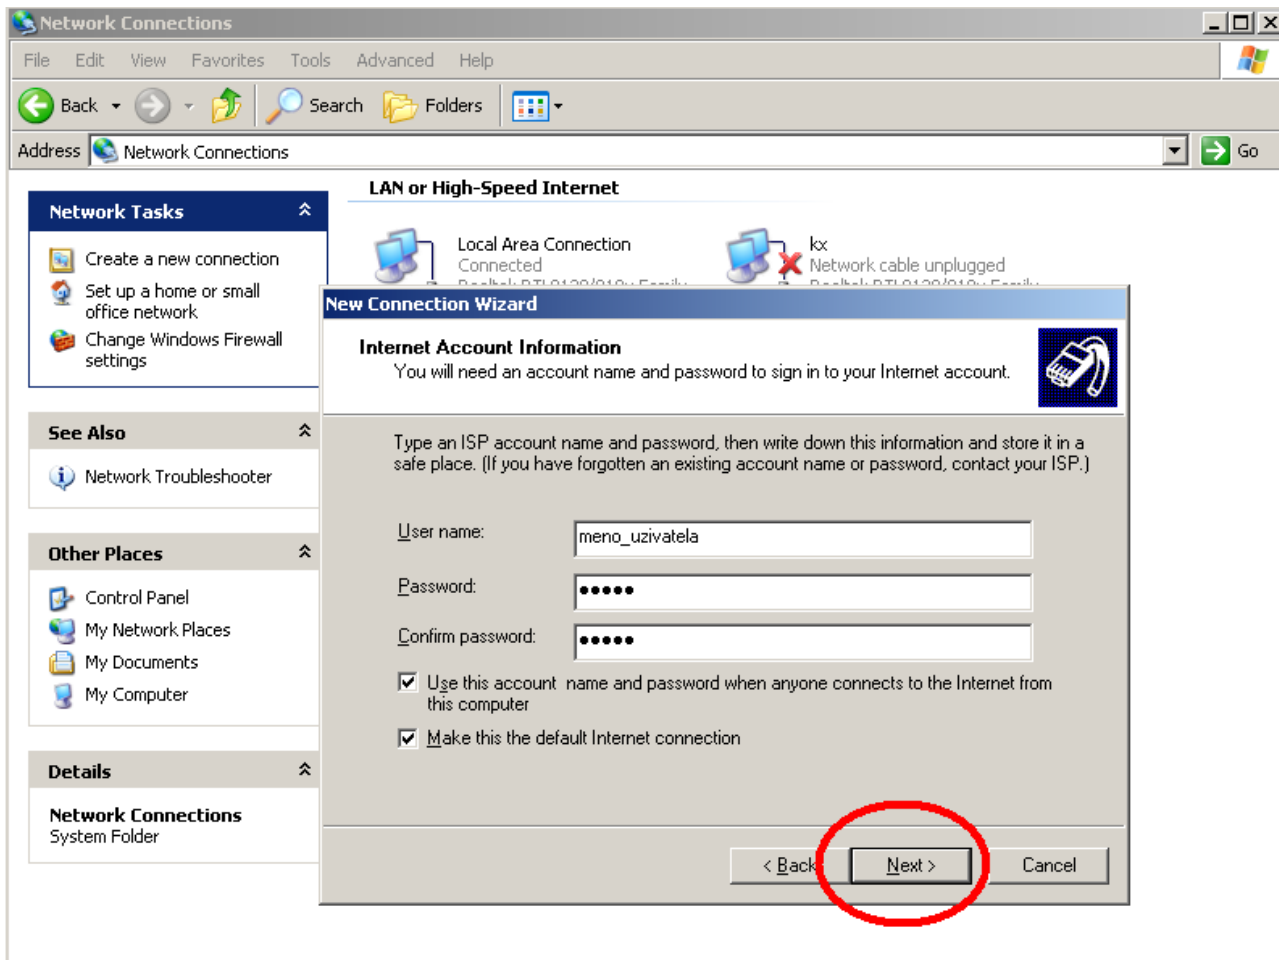 Network Connections
File Edit View Favorites Tools Advanced Help
Back Search Folders
Address Network Connections Go
Network Tasks
Create a new connection
Set up a home or small
office network
Change Windows Firewall
settings
See Also
Network Troubleshooter
Other Places
Control Panel
My Network Places
My Documents
My Computer
Details
Network Connections
System Folder
LAN or High-Speed Internet
Local Area Connection
Connected
kx
Network cable unplugged
New Connection Wizard
Internet Account Information
You will need an account name and password to sign in to your Internet account.
Type an ISP account name and password, then write down this information and store it in a
safe place. (If you have forgotten an existing account name or password, contact your ISP.)
User name:
meno_uzivatela
Password:
●●●●●
Confirm password:
●●●●●
Use this account name and password when anyone connects to the Internet from
this computer
Make this the default Internet connection
< Back Next > Cancel